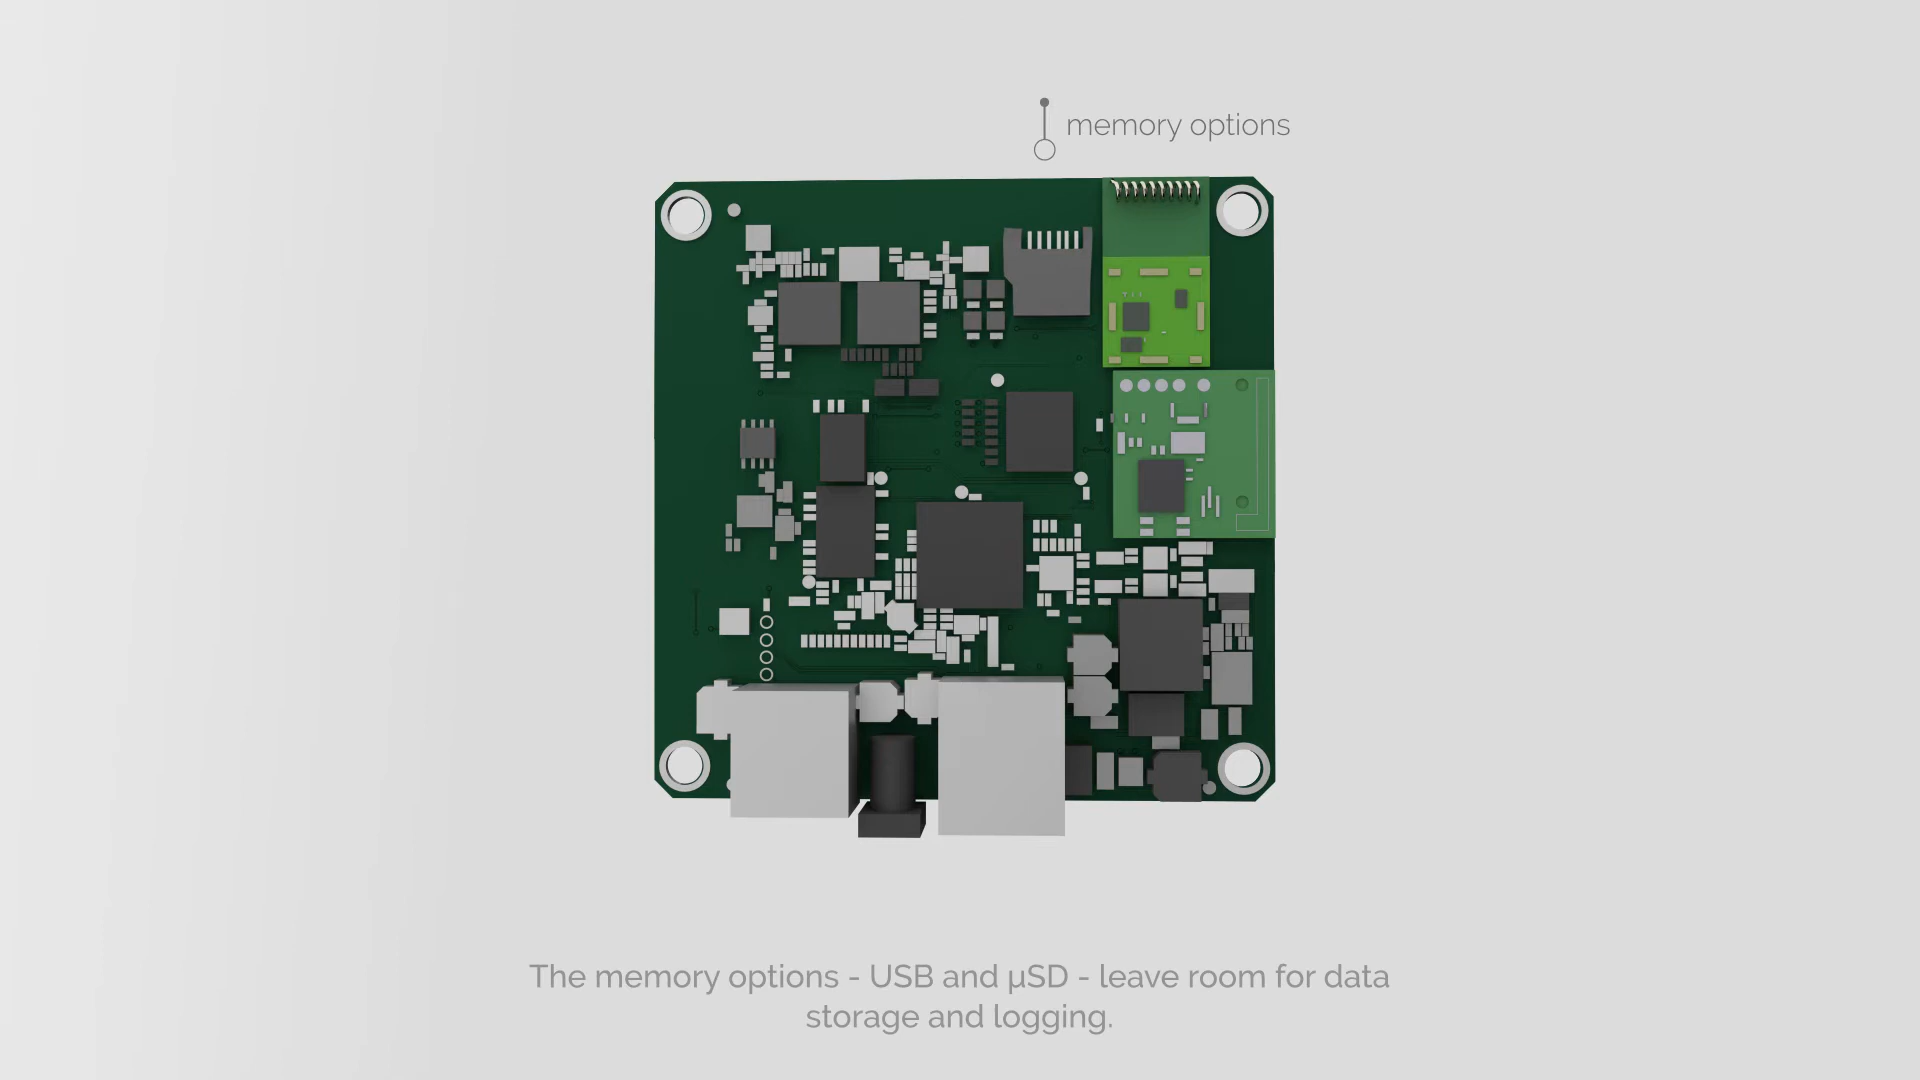 memory options
The memory options - USB and µSD - leave room for data
storage and logging.